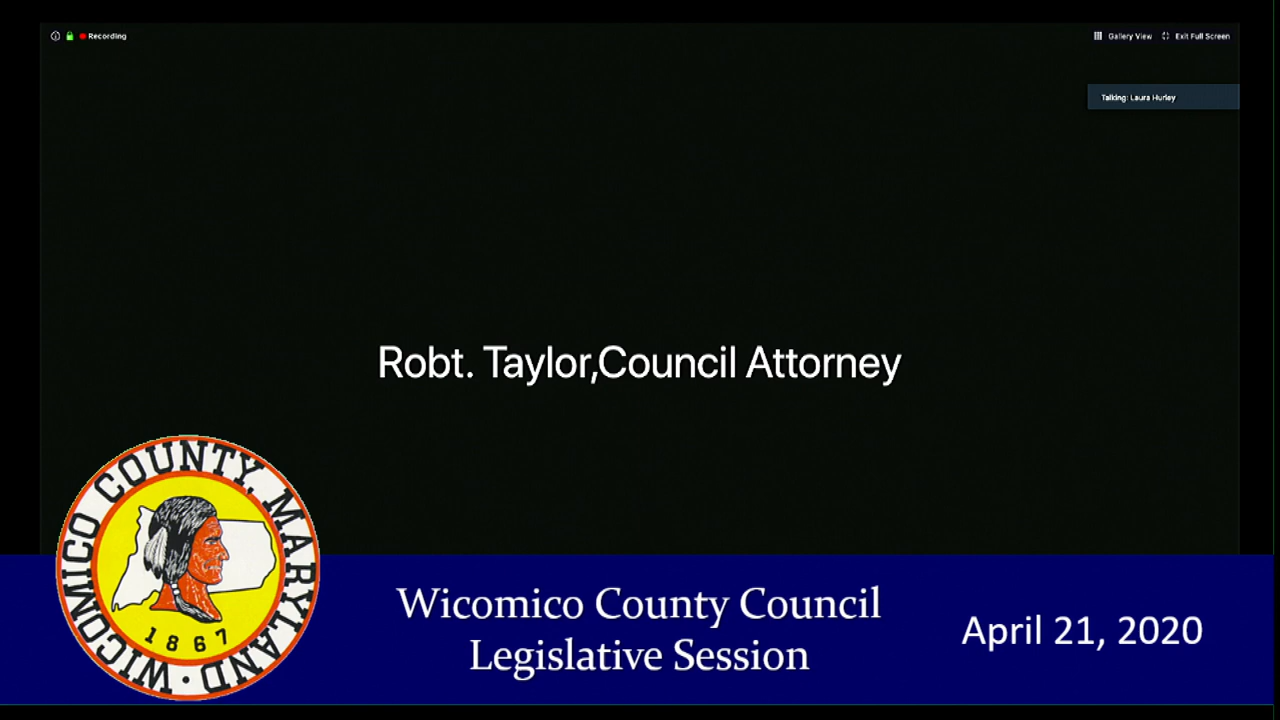 Recording
Gallery View
Exit Full Screen
Talking: Laura Hurley
Robt. Taylor,Council Attorney
WICOMICO COUNTY, MARYLAND
1867
Wicomico County Council
Legislative Session
April 21, 2020